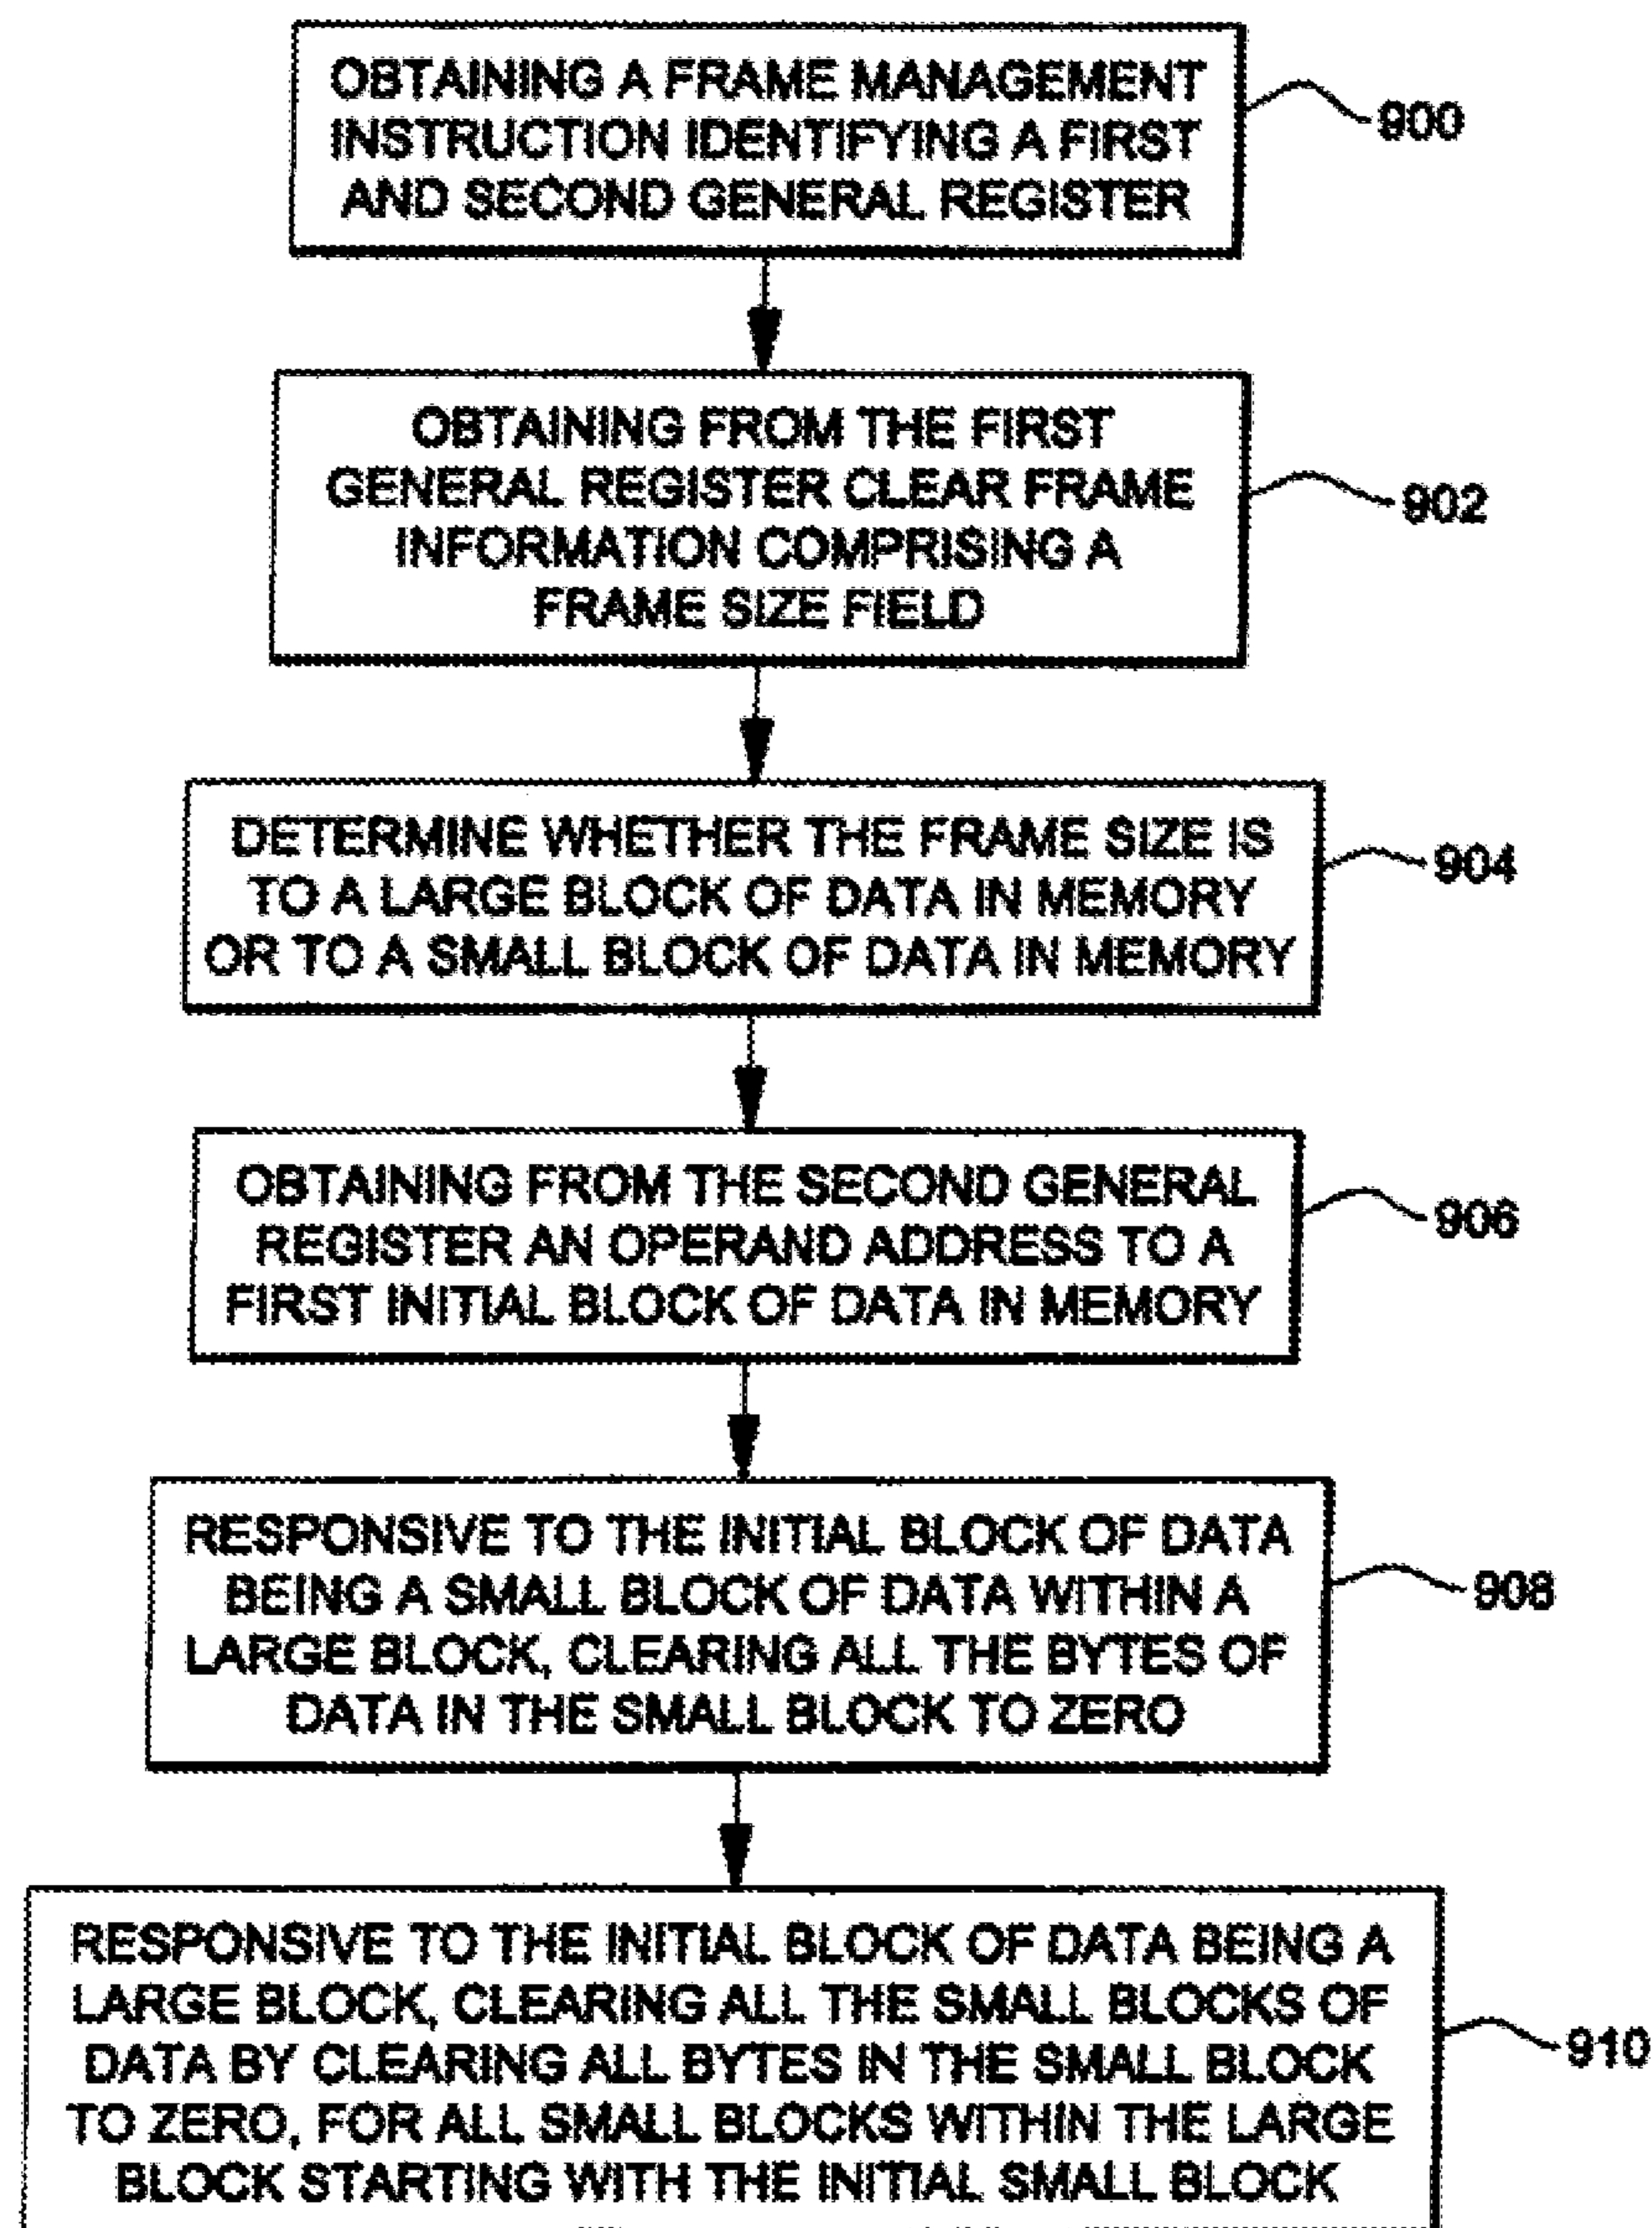 OBTAINING A FRAME MANAGEMENT
INSTRUCTION IDENTIFYING A FIRST
AND SECOND GENERAL REGISTER
900
OBTAINING FROM THE FIRST
GENERAL REGISTER CLEAR FRAME
INFORMATION COMPRISING A
FRAME SIZE FIELD
902
DETERMINE WHETHER THE FRAME SIZE IS
TO A LARGE BLOCK OF DATA IN MEMORY
OR TO A SMALL BLOCK OF DATA IN MEMORY
904
OBTAINING FROM THE SECOND GENERAL
REGISTER AN OPERAND ADDRESS TO A
FIRST INITIAL BLOCK OF DATA IN MEMORY
906
RESPONSIVE TO THE INITIAL BLOCK OF DATA
BEING A SMALL BLOCK OF DATA WITHIN A
LARGE BLOCK, CLEARING ALL THE BYTES OF
DATA IN THE SMALL BLOCK TO ZERO
908
RESPONSIVE TO THE INITIAL BLOCK OF DATA BEING A
LARGE BLOCK, CLEARING ALL THE SMALL BLOCKS OF
DATA BY CLEARING ALL BYTES IN THE SMALL BLOCK
TO ZERO, FOR ALL SMALL BLOCKS WITHIN THE LARGE
BLOCK STARTING WITH THE INITIAL SMALL BLOCK
910